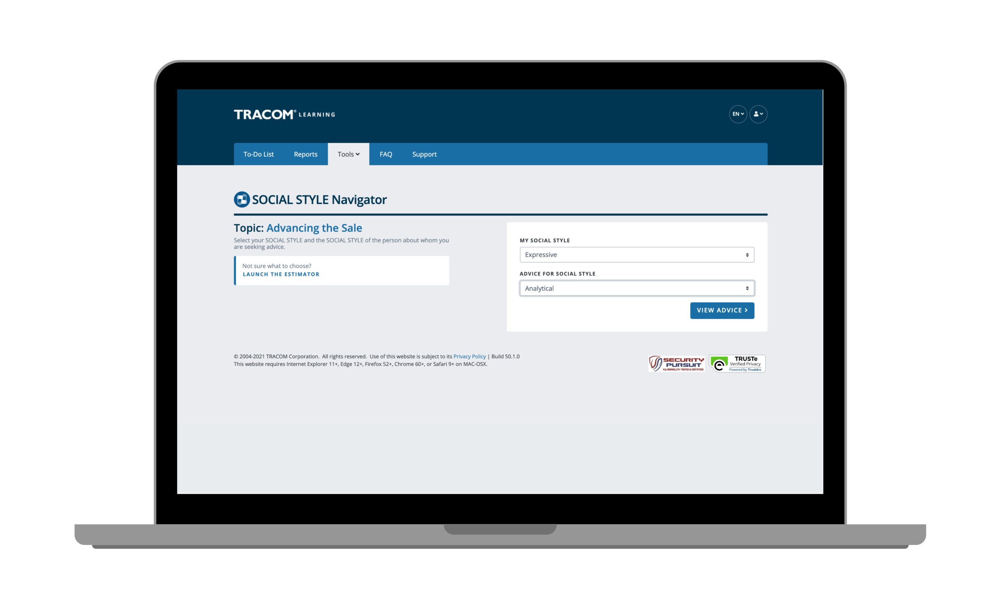 TRACOM® LEARNING
EN
To-Do List
Reports
Tools
FAQ
Support
SOCIAL STYLE Navigator
Topic: Advancing the Sale
Select your SOCIAL STYLE and the SOCIAL STYLE of the person about whom you
are seeking advice.
Not sure what to choose?
LAUNCH THE ESTIMATOR
MY SOCIAL STYLE
Expressive
ADVICE FOR SOCIAL STYLE
Analytical
VIEW ADVICE
© 2004-2021 TRACOM Corporation. All rights reserved. Use of this website is subject to its Privacy Policy | Build 50.1.0
This website requires Internet Explorer 11+, Edge 12+, Firefox 52+, Chrome 60+, or Safari 9+ on MAC-OSX.
SECURITY
PURSUIT
VULNERABILITY TESTED & CERTIFIED
TRUSTe
Verified Privacy
Powered by TrustArc